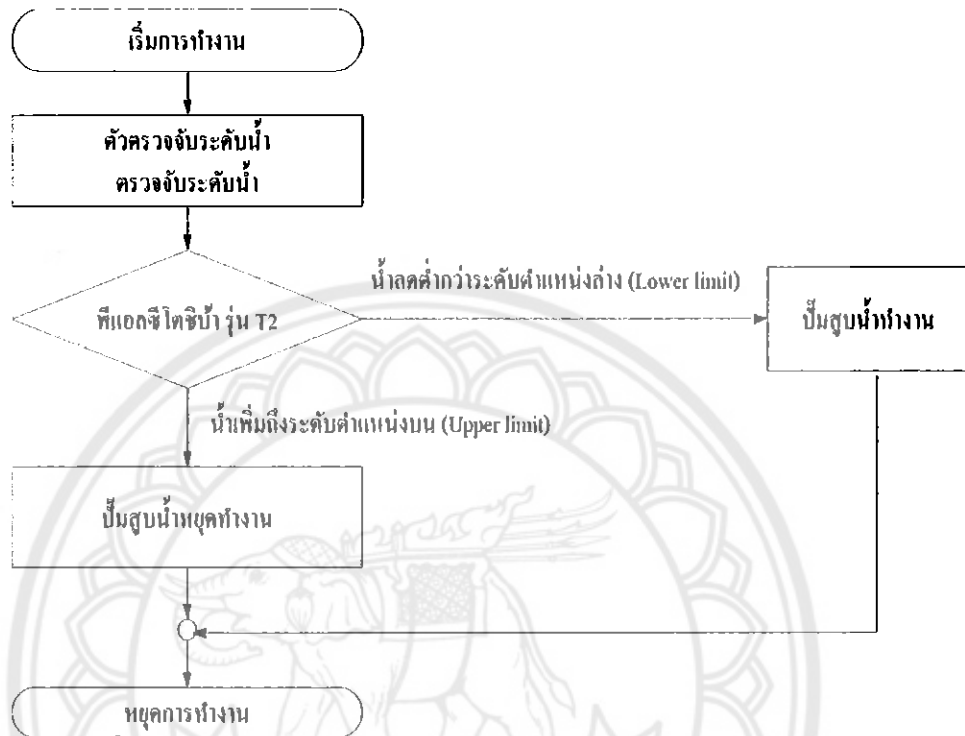 เริ่มการทำงาน
ตัวตรวจจับระดับน้ำ
ตรวจจับระดับน้ำ
น้ำลดต่ำกว่าระดับตำแหน่งล่าง (Lower limit)
พีแอลซีโตชิบ้า รุ่น T2
ปั๊มสูบน้ำทำงาน
น้ำเพิ่มถึงระดับตำแหน่งบน (Upper limit)
ปั๊มสูบน้ำหยุดทำงาน
หยุดการทำงาน